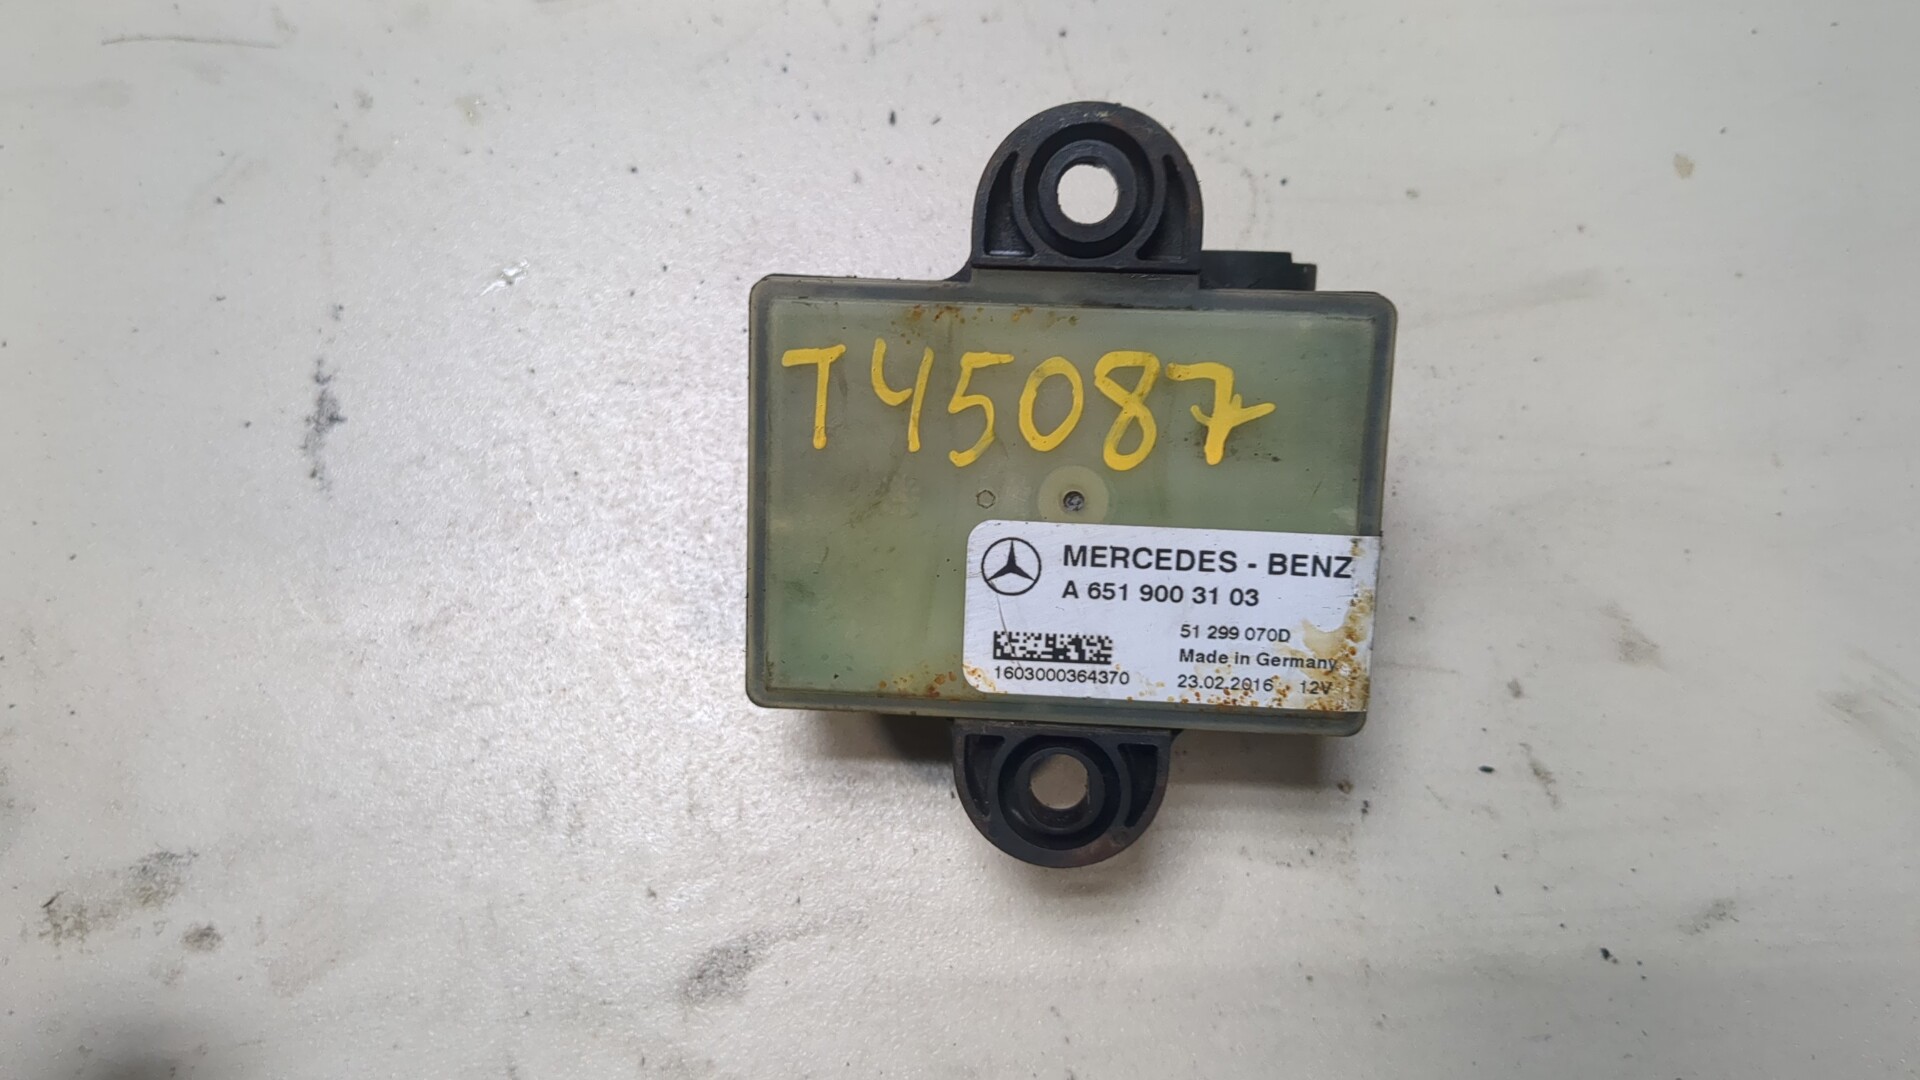 T45087
MERCEDES - BENZ
A 651 900 31 03
51 299 070D
Made in Germany
1603000364370
23.02.2016 12V